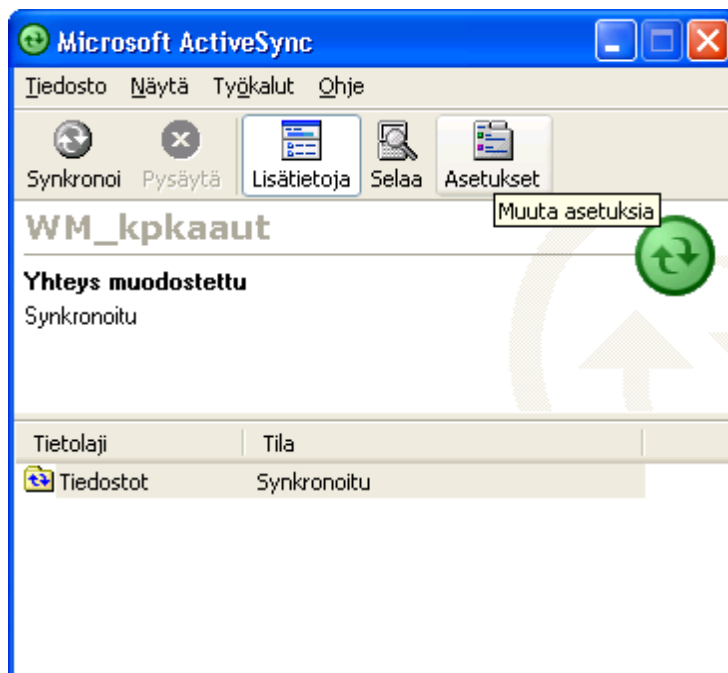 Microsoft ActiveSync
Tiedosto Näytä Työkalut Ohje
Synkronoi Pysäytä Lisätietoja Selaa Asetukset
Muuta asetuksia
WM_kpkaaut
Yhteys muodostettu
Synkronoitu
Tietolaji Tila
Tiedostot Synkronoitu